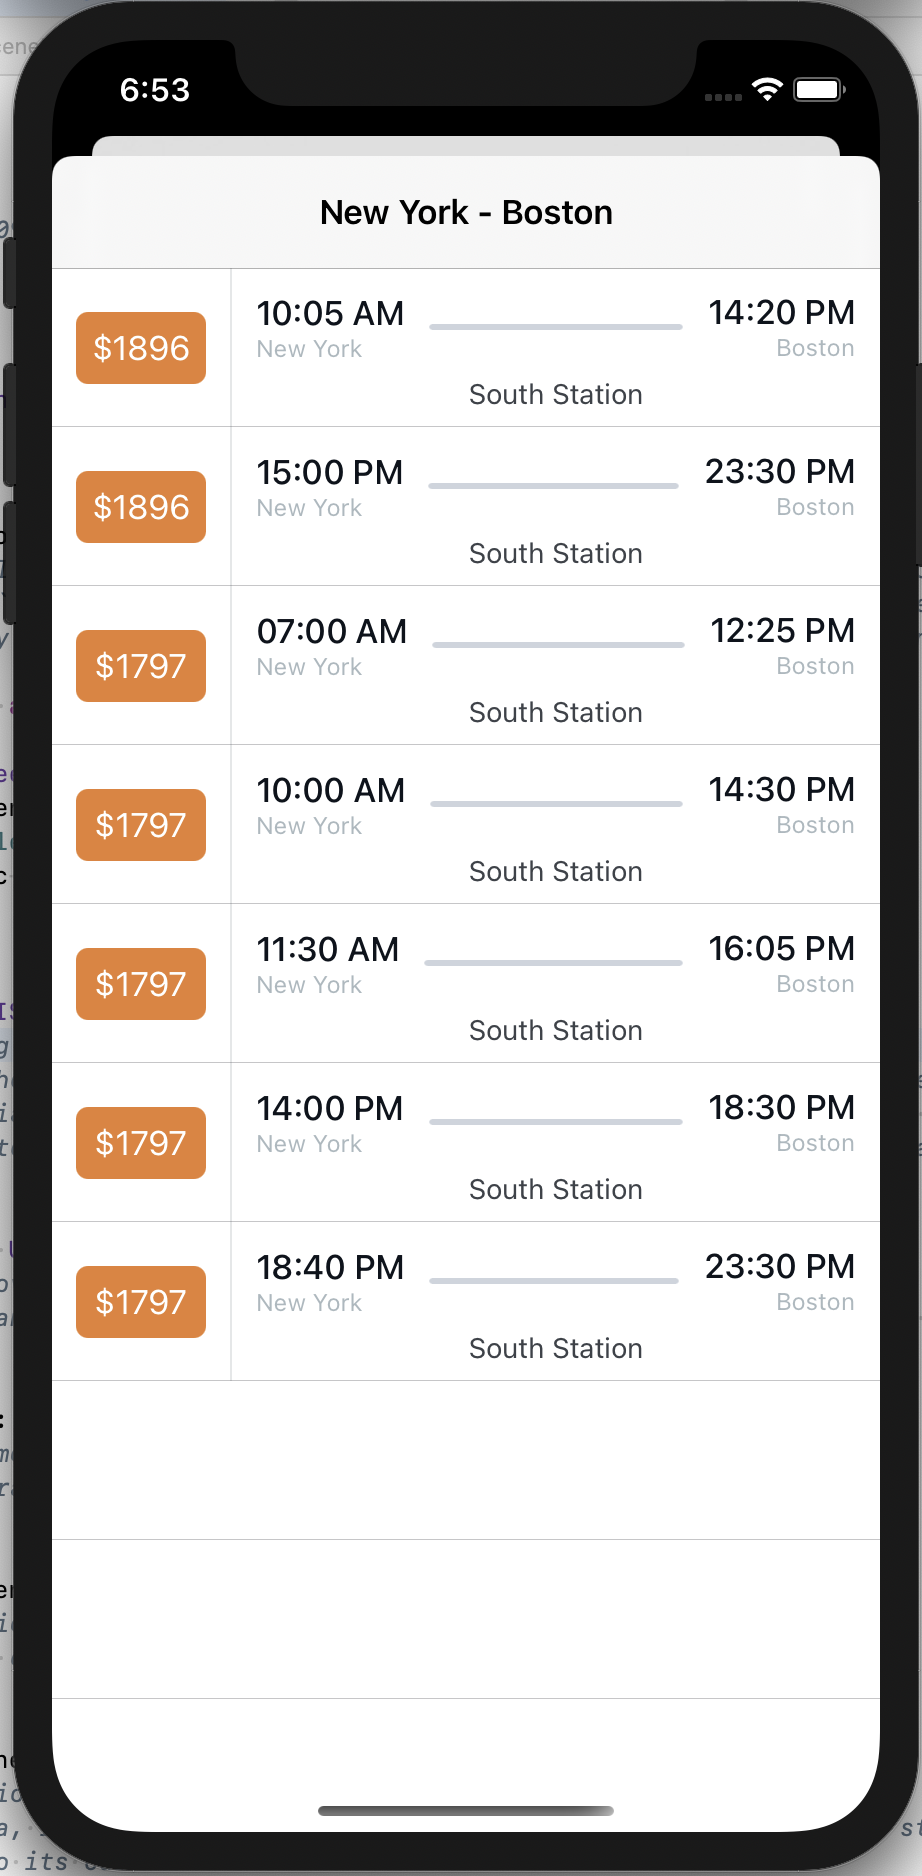 6:53
New York - Boston
$1896
10:05 AM 14:20 PM
New York Boston
South Station
$1896
15:00 PM 23:30 PM
New York Boston
South Station
$1797
07:00 AM 12:25 PM
New York Boston
South Station
$1797
10:00 AM 14:30 PM
New York Boston
South Station
$1797
11:30 AM 16:05 PM
New York Boston
South Station
$1797
14:00 PM 18:30 PM
New York Boston
South Station
$1797
18:40 PM 23:30 PM
New York Boston
South Station